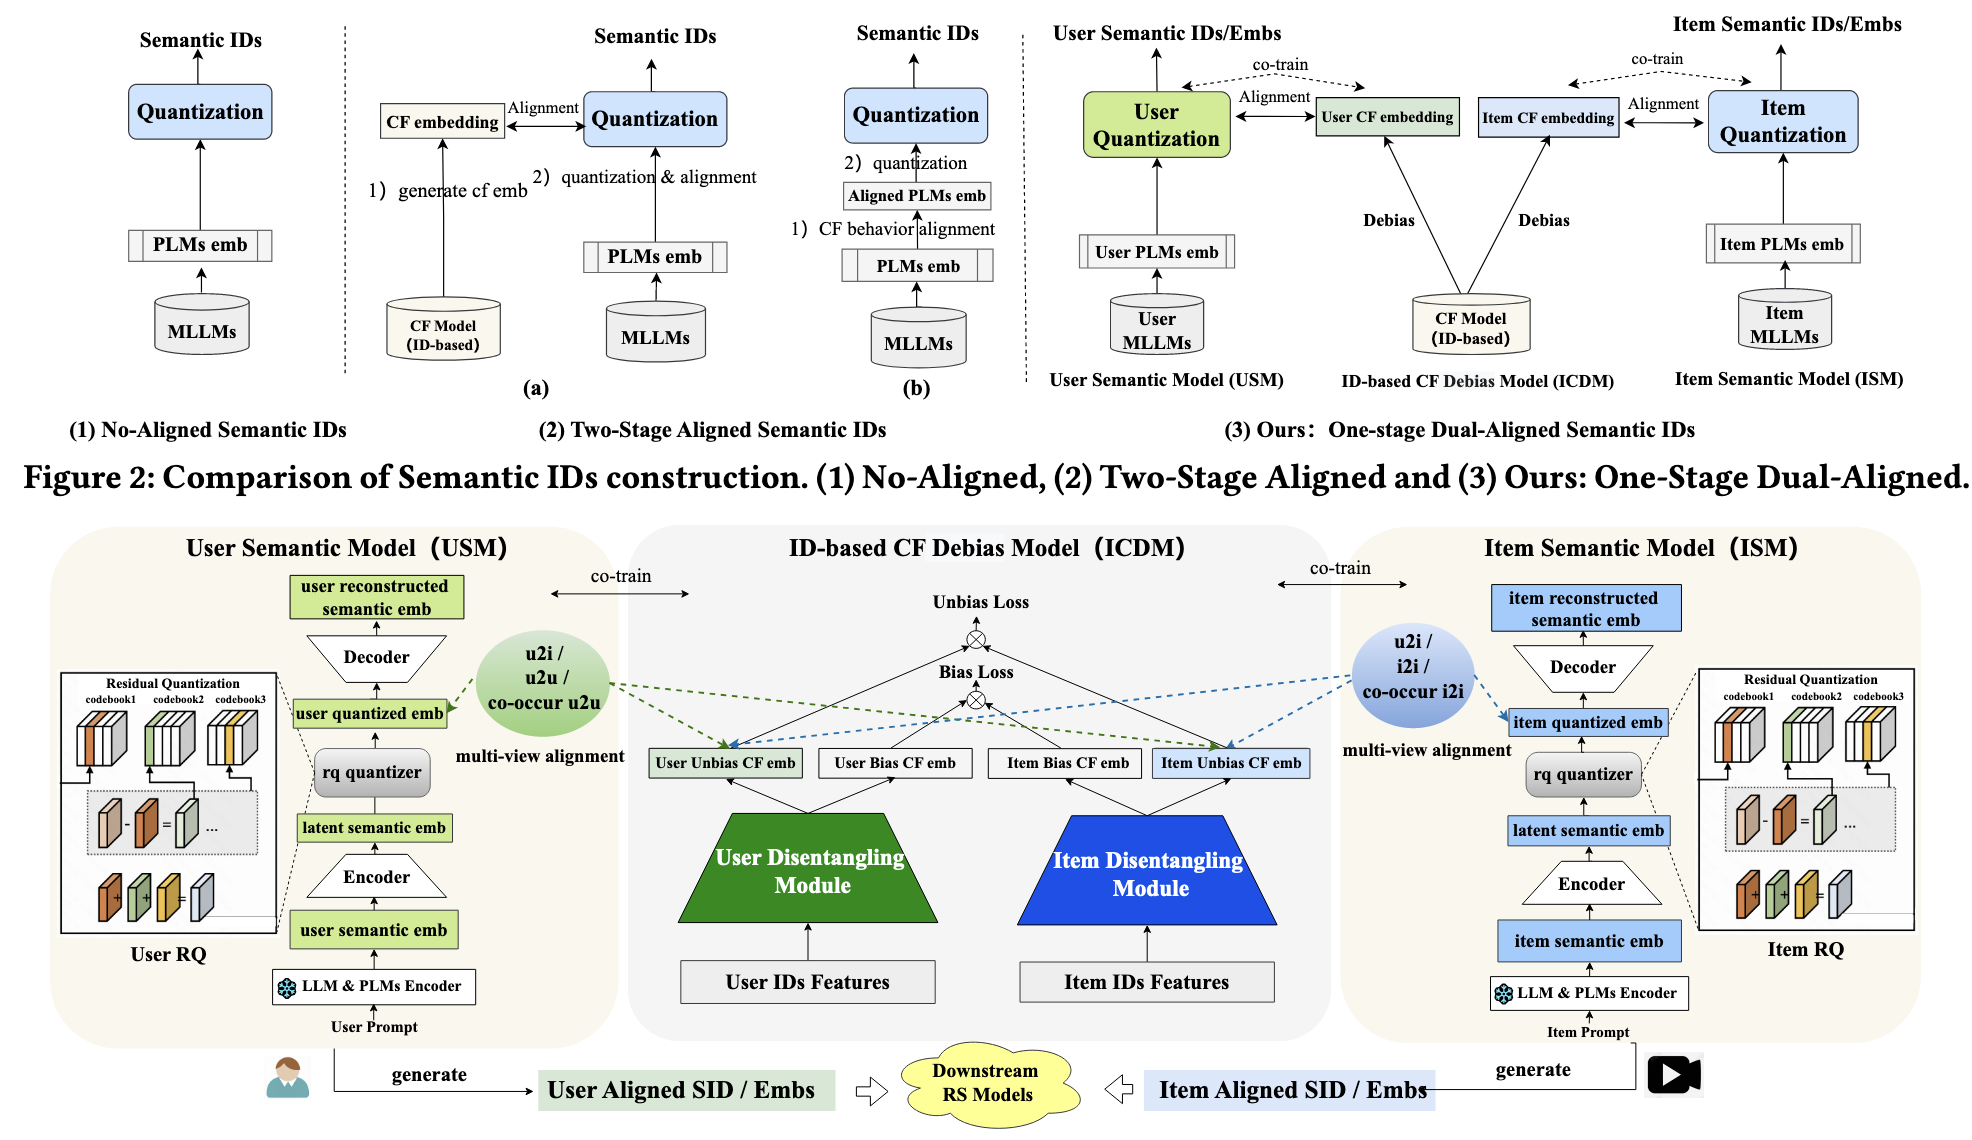 Semantic IDs
Quantization
PLMs emb
MLLMs
(1) No-Aligned Semantic IDs
Semantic IDs
CF embedding
Alignment
Quantization
1) generate cf emb
2) quantization & alignment
PLMs emb
CF Model
(ID-based)
MLLMs
(a)
Semantic IDs
Quantization
2) quantization
Aligned PLMs emb
1) CF behavior alignment
PLMs emb
MLLMs
(b)
(2) Two-Stage Aligned Semantic IDs
User Semantic IDs/Embs
co-train
User
Quantization
Alignment
User CF embedding
User PLMs emb
User
MLLMs
User Semantic Model (USM)
Item CF embedding
Debias
Debias
CF Model
(ID-based)
ID-based CF Debias Model (ICDM)
Item Semantic IDs/Embs
co-train
Alignment
Item
Quantization
Item PLMs emb
Item
MLLMs
Item Semantic Model (ISM)
(3) Ours: One-stage Dual-Aligned Semantic IDs
Figure 2: Comparison of Semantic IDs construction. (1) No-Aligned, (2) Two-Stage Aligned and (3) Ours: One-Stage Dual-Aligned.
User Semantic Model (USM)
user reconstructed
semantic emb
Decoder
user quantized emb
rq quantizer
latent semantic emb
Encoder
user semantic emb
LLM & PLMs Encoder
User Prompt
Residual Quantization
codebook1 codebook2 codebook3
- = ...
+ + =
User RQ
co-train
u2i /
u2u /
co-occur u2u
multi-view alignment
ID-based CF Debias Model (ICDM)
Unbias Loss
Bias Loss
User Unbias CF emb
User Bias CF emb
Item Bias CF emb
Item Unbias CF emb
User Disentangling
Module
Item Disentangling
Module
User IDs Features
Item IDs Features
co-train
u2i /
i2i /
co-occur i2i
multi-view alignment
Item Semantic Model (ISM)
item reconstructed
semantic emb
Decoder
item quantized emb
rq quantizer
latent semantic emb
Encoder
item semantic emb
LLM & PLMs Encoder
Item Prompt
Residual Quantization
codebook1 codebook2 codebook3
- = ...
+ + =
Item RQ
generate
User Aligned SID / Embs
Downstream
RS Models
Item Aligned SID / Embs
generate